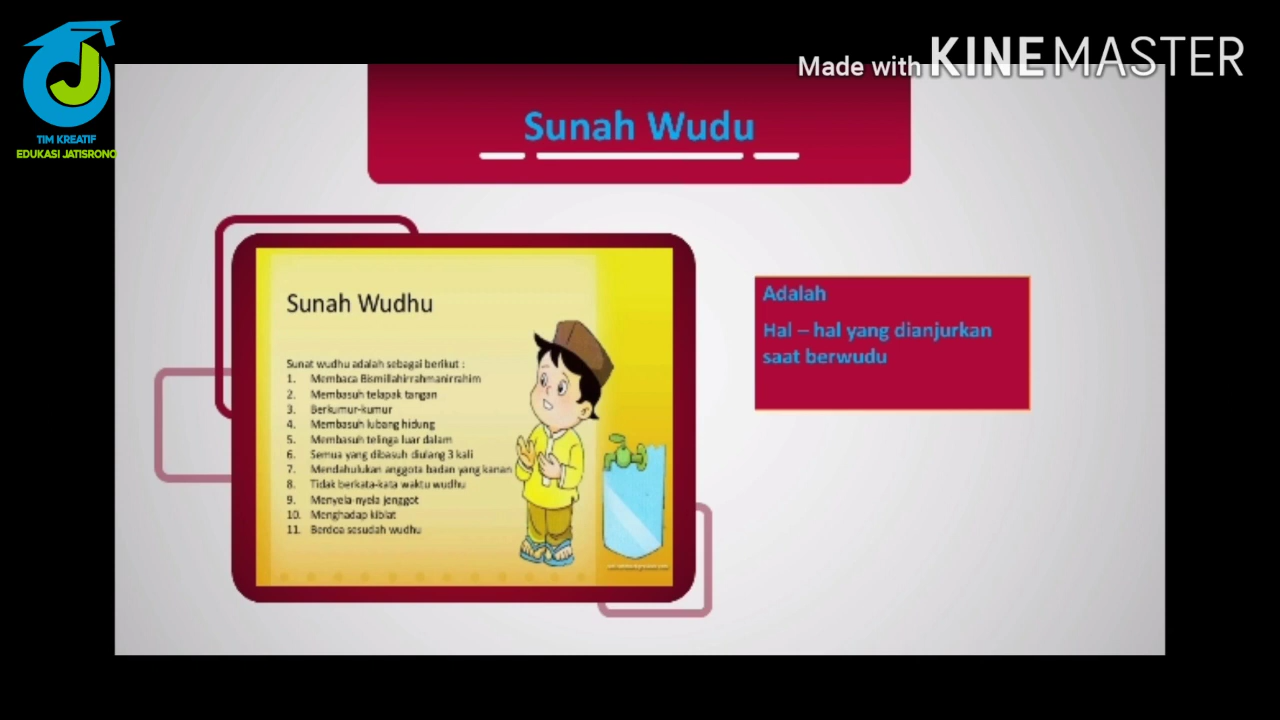 Made with KINEMASTER
TIM KREATIF
EDUKASI JATISRONO
Sunah Wudu
Sunah Wudhu
Sunat wudhu adalah sebagai berikut :
1. Membaca Bismillahirrahmanirrahim
2. Membasuh telapak tangan
3. Berkumur-kumur
4. Membasuh lubang hidung
5. Membasuh telinga luar dalam
6. Semua yang dibasuh diulang 3 kali
7. Mendahulukan anggota badan yang kanan
8. Tidak berkata-kata waktu wudhu
9. Menyela-nyela jenggot
10. Menghadap kiblat
11. Berdoa sesudah wudhu
Adalah
Hal – hal yang dianjurkan
saat berwudu